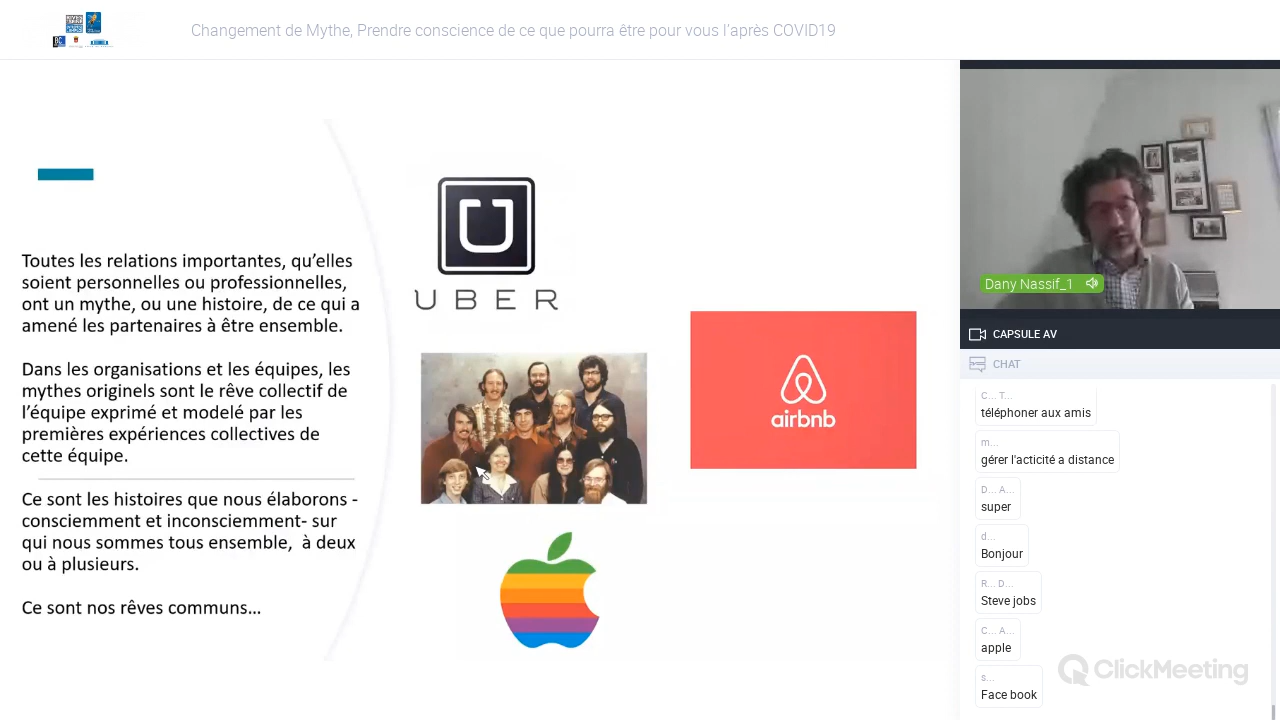 Changement de Mythe, Prendre conscience de ce que pourra être pour vous l'après COVID19
Toutes les relations importantes, qu'elles
soient personnelles ou professionnelles,
ont un mythe, ou une histoire, de ce qui a
amené les partenaires à être ensemble.
Dans les organisations et les équipes, les
mythes originels sont le rêve collectif de
l'équipe exprimé et modelé par les
premières expériences collectives de
cette équipe.
Ce sont les histoires que nous élaborons -
consciemment et inconsciemment- sur
qui nous sommes tous ensemble, à deux
ou à plusieurs.
Ce sont nos rêves communs...
UBER
airbnb
Dany Nassif_1
CAPSULE AV
CHAT
C... T...
téléphoner aux amis
m...
gérer l'acticité a distance
D... A...
super
d...
Bonjour
R... D...
Steve jobs
C... A...
apple
s...
Face book
ClickMeeting